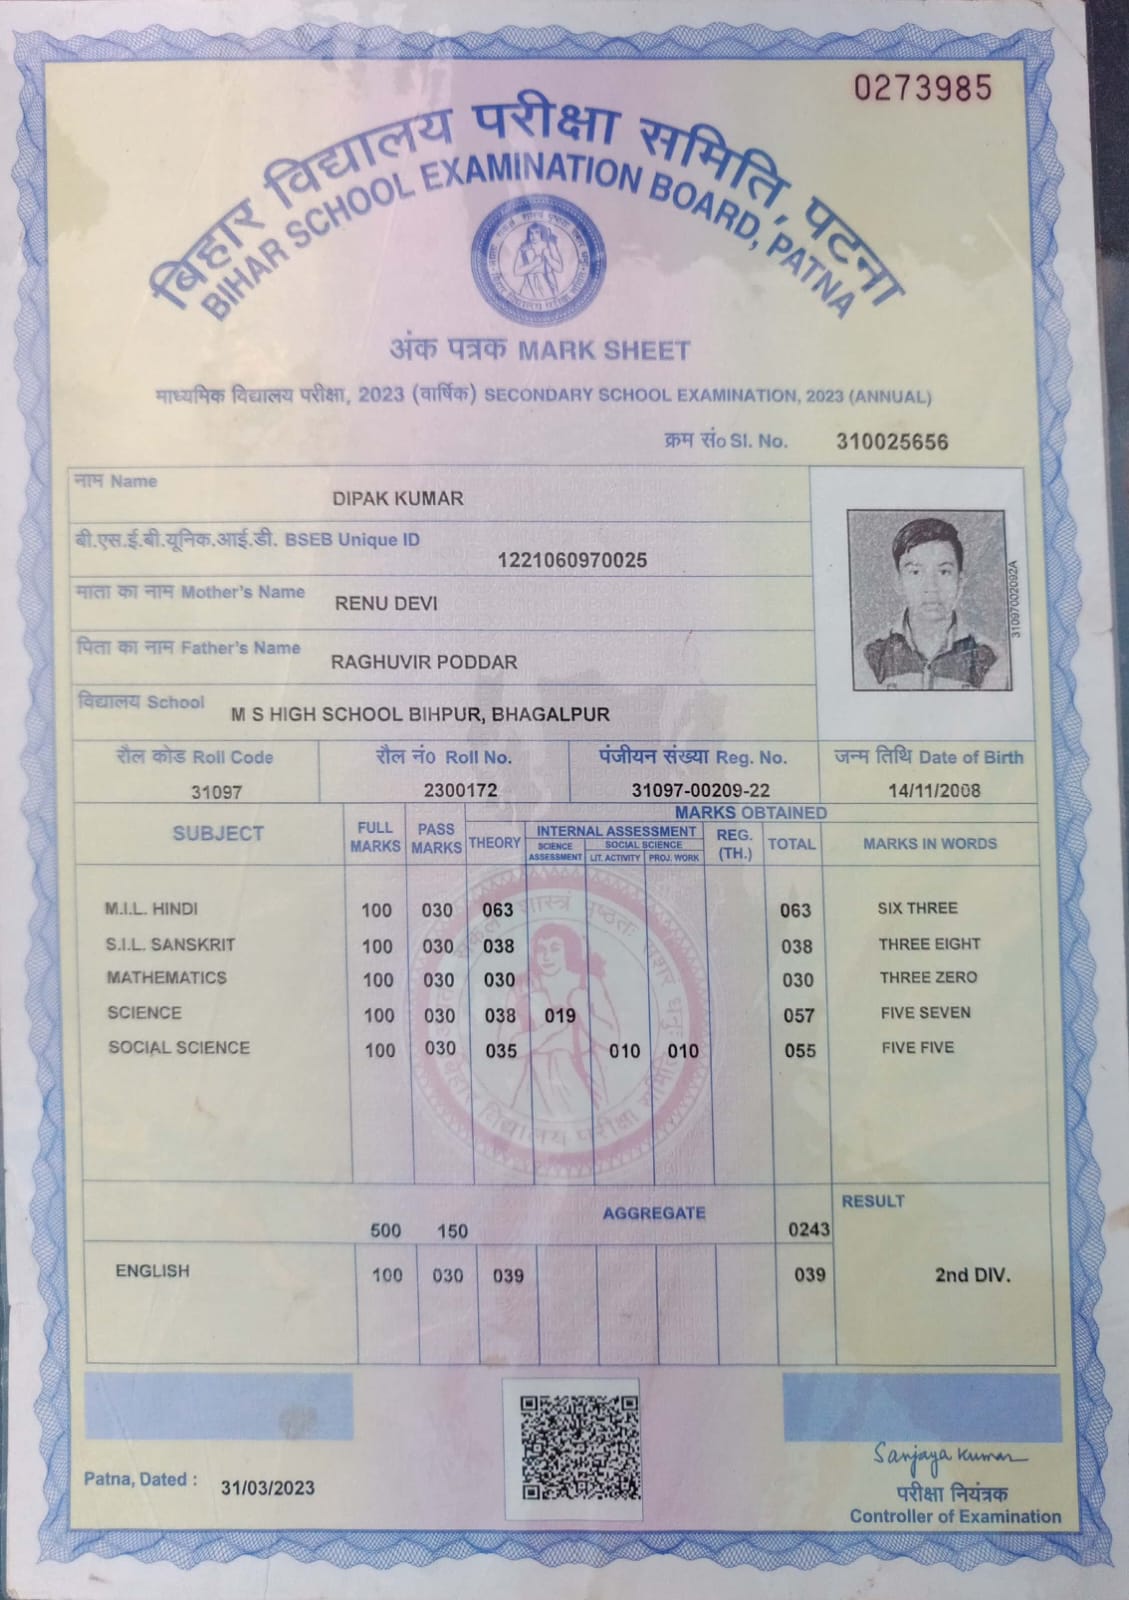 0273985
बिहार विद्यालय परीक्षा समिति, पटना
BIHAR SCHOOL EXAMINATION BOARD, PATNA
अंक पत्रक MARK SHEET
माध्यमिक विद्यालय परीक्षा, 2023 (वार्षिक) SECONDARY SCHOOL EXAMINATION, 2023 (ANNUAL)
क्रम सं० Sl. No. 310025656
नाम Name DIPAK KUMAR
बी.एस.ई.बी.यूनिक.आई.डी. BSEB Unique ID 1221060970025
माता का नाम Mother's Name RENU DEVI
पिता का नाम Father's Name RAGHUVIR PODDAR
विद्यालय School M S HIGH SCHOOL BIHPUR, BHAGALPUR
31097002092A
रौल कोड Roll Code रौल नं० Roll No. पंजीयन संख्या Reg. No. जन्म तिथि Date of Birth
31097 2300172 31097-00209-22 14/11/2008
SUBJECT FULL MARKS PASS MARKS MARKS OBTAINED
THEORY INTERNAL ASSESSMENT REG. (TH.) TOTAL MARKS IN WORDS
SCIENCE ASSESSMENT SOCIAL SCIENCE
LIT. ACTIVITY PROJ. WORK
M.I.L. HINDI 100 030 063 063 SIX THREE
S.I.L. SANSKRIT 100 030 038 038 THREE EIGHT
MATHEMATICS 100 030 030 030 THREE ZERO
SCIENCE 100 030 038 019 057 FIVE SEVEN
SOCIAL SCIENCE 100 030 035 010 010 055 FIVE FIVE
AGGREGATE RESULT
500 150 0243
ENGLISH 100 030 039 039 2nd DIV.
Sanjaya Kumar
Patna, Dated : 31/03/2023
परीक्षा नियंत्रक
Controller of Examination